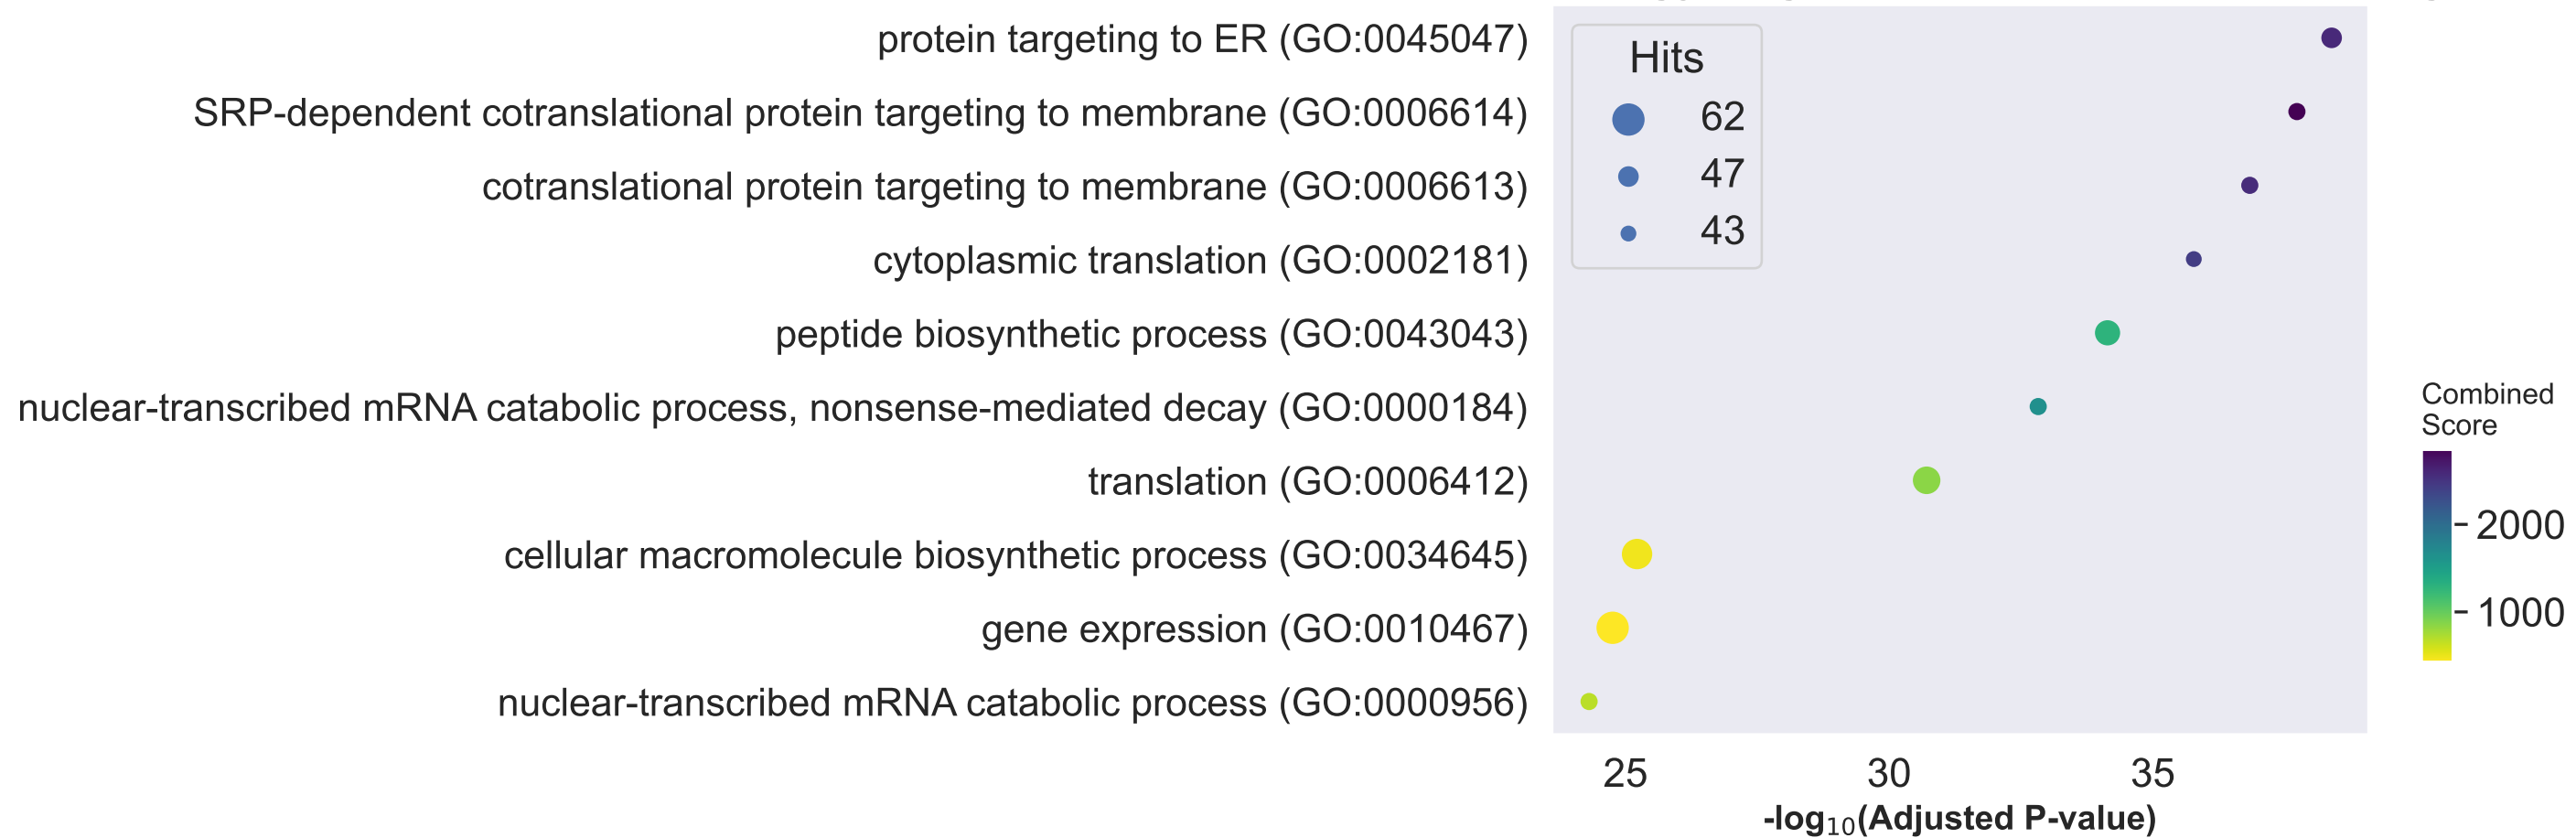 protein targeting to ER (GO:0045047)
SRP-dependent cotranslational protein targeting to membrane (GO:0006614)
cotranslational protein targeting to membrane (GO:0006613)
cytoplasmic translation (GO:0002181)
peptide biosynthetic process (GO:0043043)
nuclear-transcribed mRNA catabolic process, nonsense-mediated decay (GO:0000184)
translation (GO:0006412)
cellular macromolecule biosynthetic process (GO:0034645)
gene expression (GO:0010467)
nuclear-transcribed mRNA catabolic process (GO:0000956)
Hits
62
47
43
Combined
Score
2000
1000
25 30 35
-log₁₀(Adjusted P-value)